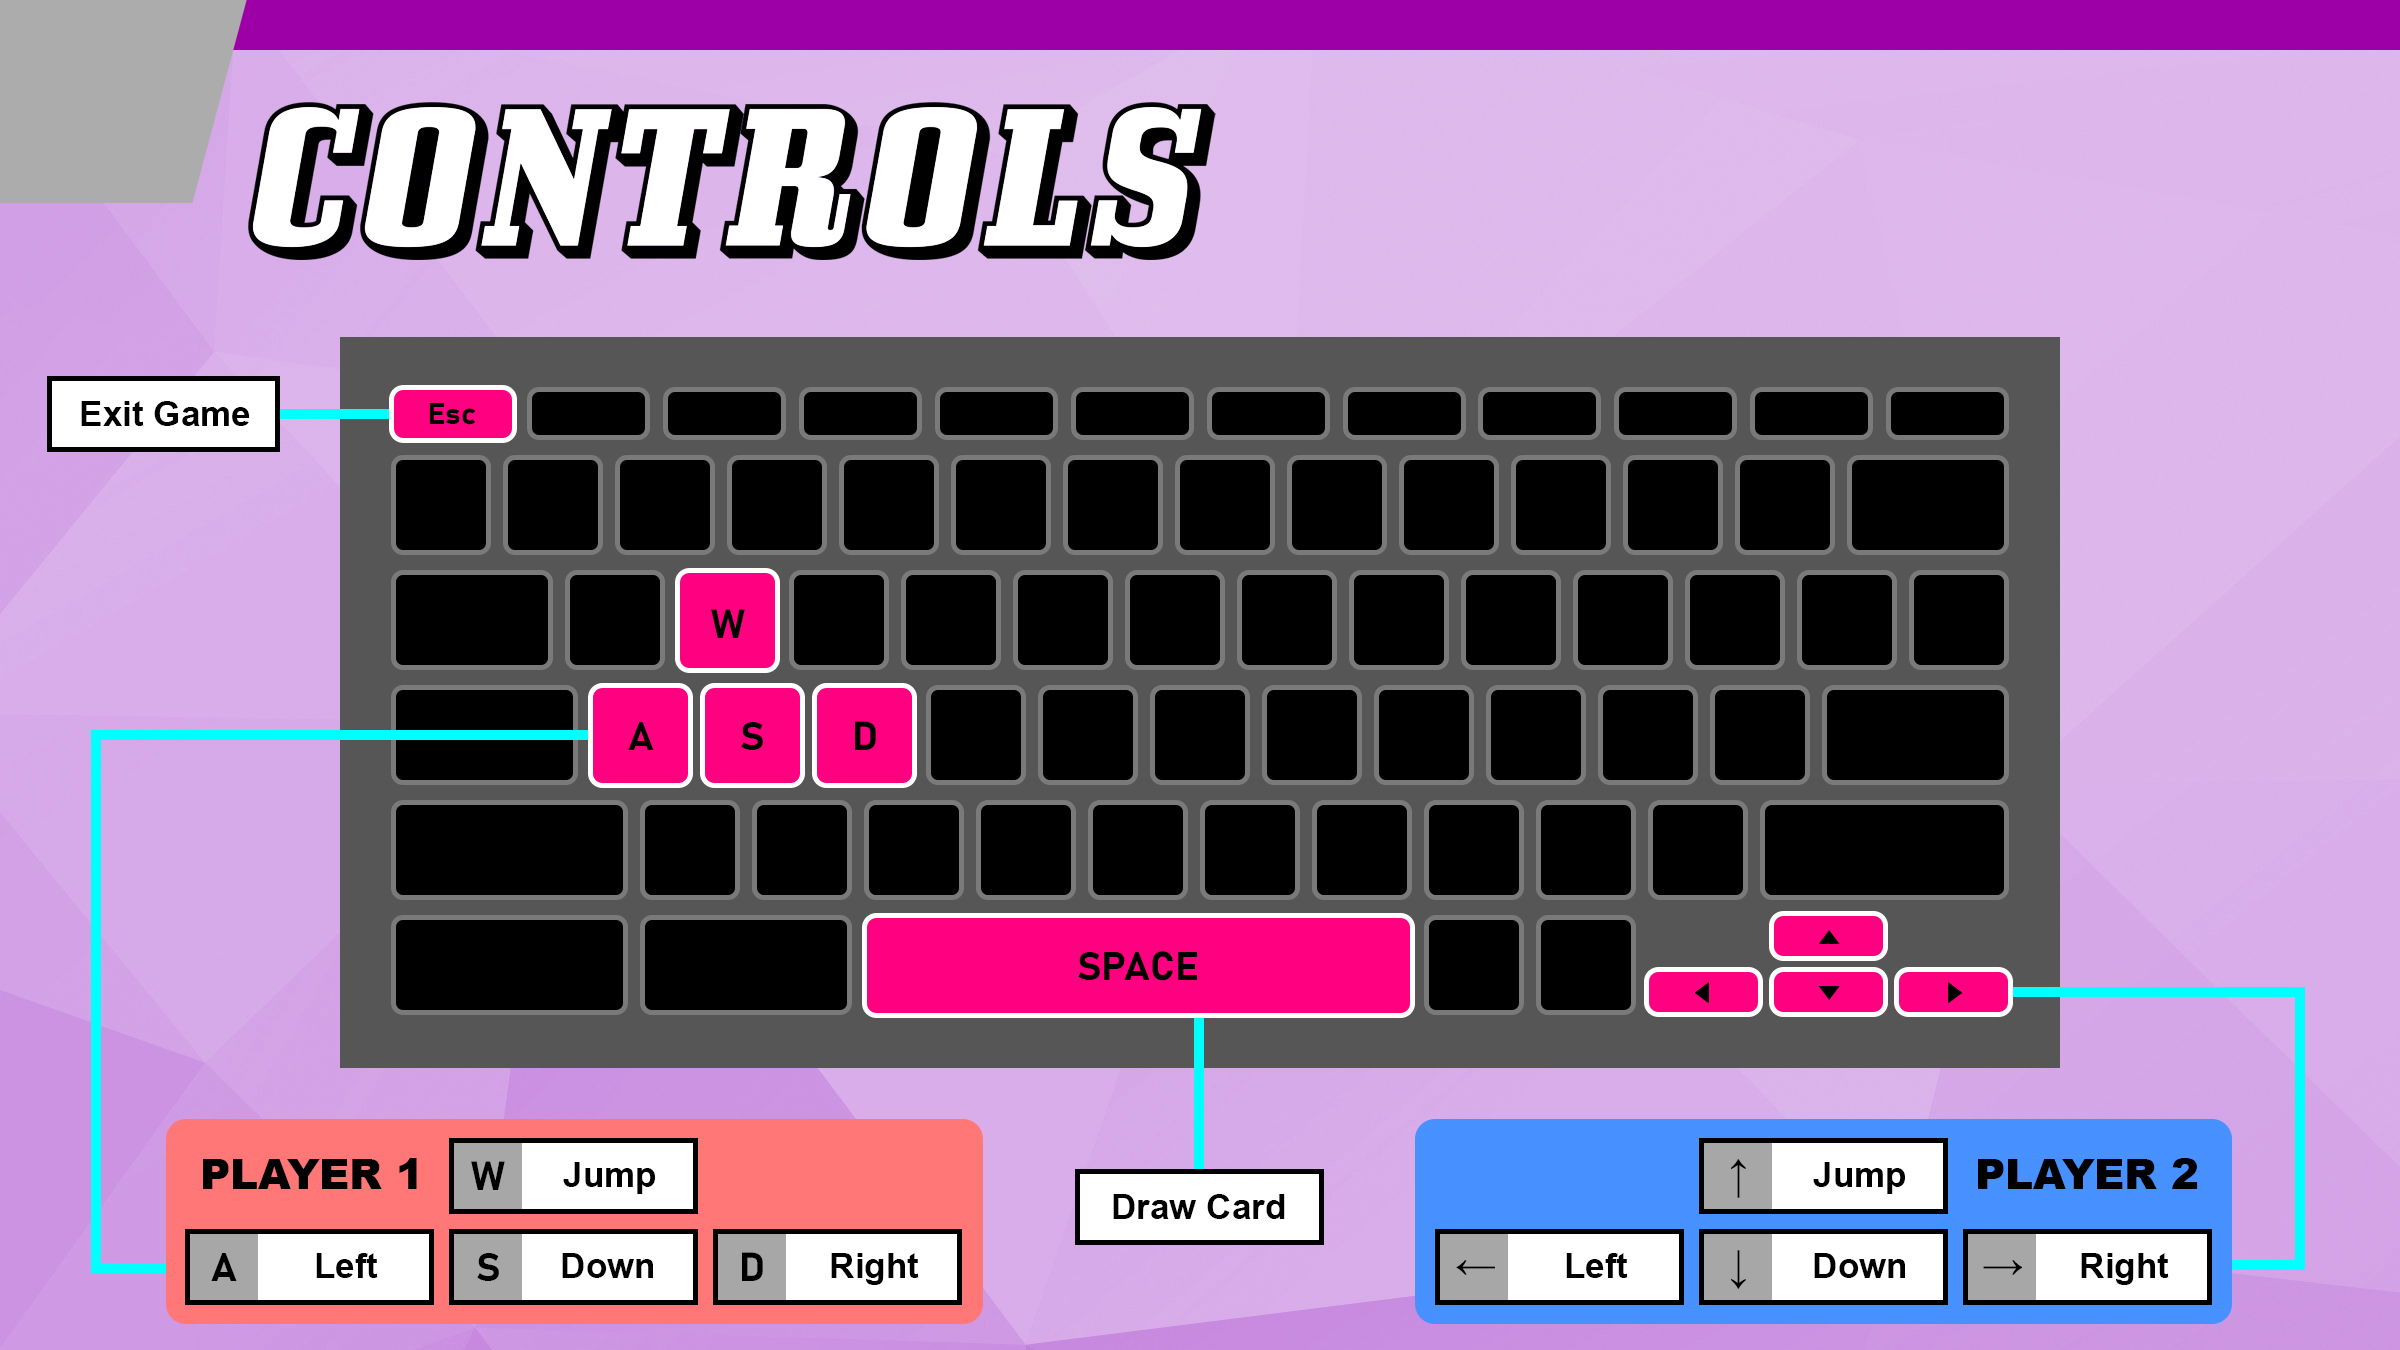 CONTROLS
Exit Game
Esc
W
A S D
SPACE
▲
◀ ▼ ▶
PLAYER 1
W Jump
A Left
S Down
D Right
Draw Card
↑ Jump
PLAYER 2
← Left
↓ Down
→ Right